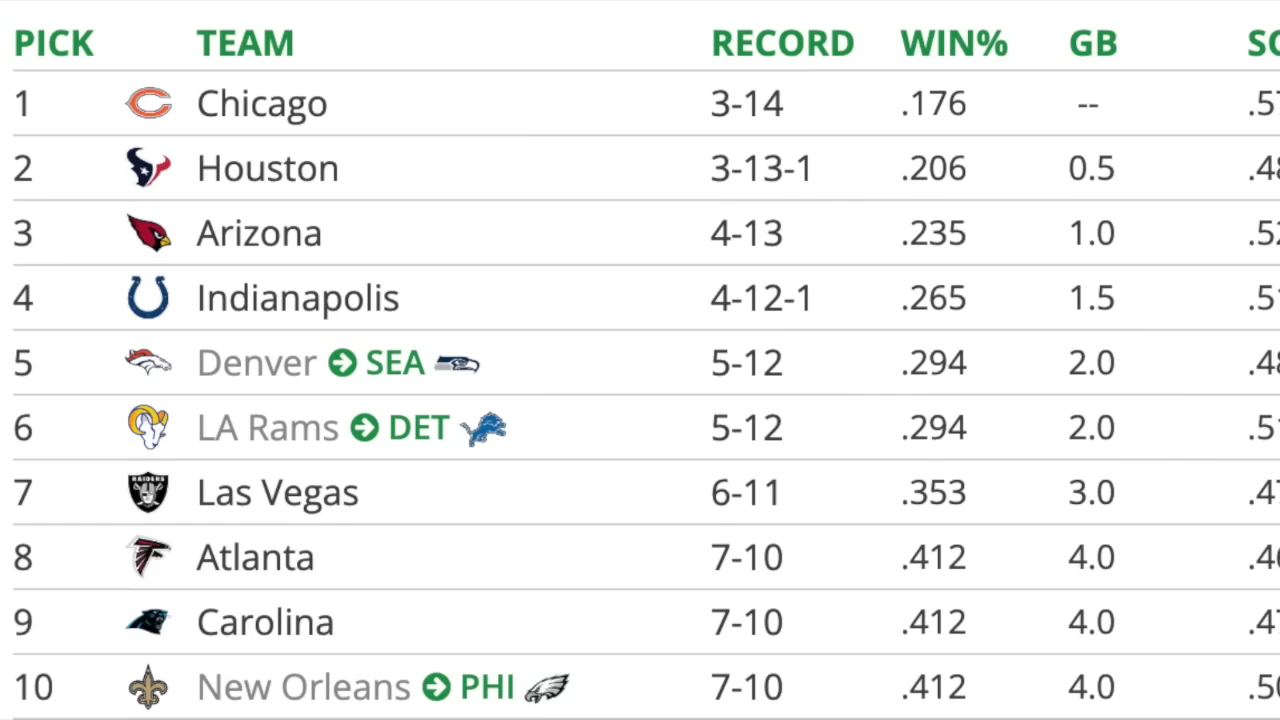 PICK TEAM RECORD WIN% GB
1 Chicago 3-14 .176 --
2 Houston 3-13-1 .206 0.5
3 Arizona 4-13 .235 1.0
4 Indianapolis 4-12-1 .265 1.5
5 Denver SEA 5-12 .294 2.0
6 LA Rams DET 5-12 .294 2.0
7 RAIDERS Las Vegas 6-11 .353 3.0
8 Atlanta 7-10 .412 4.0
9 Carolina 7-10 .412 4.0
10 New Orleans PHI 7-10 .412 4.0